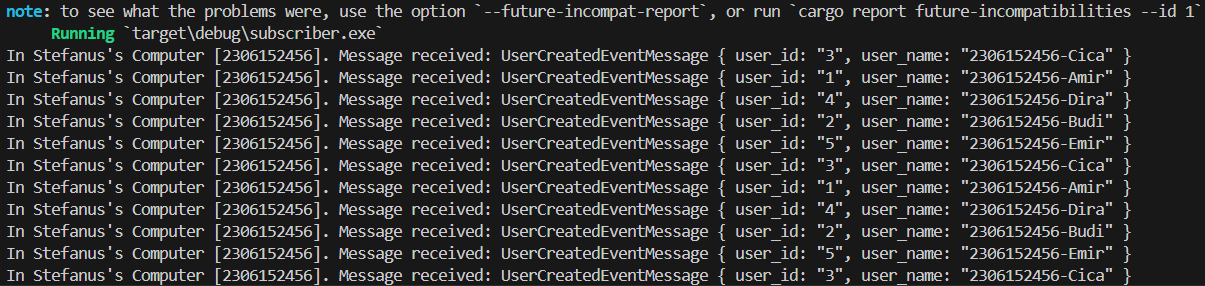 note: to see what the problems were, use the option `--future-incompat-report`, or run `cargo report future-incompatibilities --id 1`
Running `target\debug\subscriber.exe`
In Stefanus's Computer [2306152456]. Message received: UserCreatedEventMessage { user_id: "3", user_name: "2306152456-Cica" }
In Stefanus's Computer [2306152456]. Message received: UserCreatedEventMessage { user_id: "1", user_name: "2306152456-Amir" }
In Stefanus's Computer [2306152456]. Message received: UserCreatedEventMessage { user_id: "4", user_name: "2306152456-Dira" }
In Stefanus's Computer [2306152456]. Message received: UserCreatedEventMessage { user_id: "2", user_name: "2306152456-Budi" }
In Stefanus's Computer [2306152456]. Message received: UserCreatedEventMessage { user_id: "5", user_name: "2306152456-Emir" }
In Stefanus's Computer [2306152456]. Message received: UserCreatedEventMessage { user_id: "3", user_name: "2306152456-Cica" }
In Stefanus's Computer [2306152456]. Message received: UserCreatedEventMessage { user_id: "1", user_name: "2306152456-Amir" }
In Stefanus's Computer [2306152456]. Message received: UserCreatedEventMessage { user_id: "4", user_name: "2306152456-Dira" }
In Stefanus's Computer [2306152456]. Message received: UserCreatedEventMessage { user_id: "2", user_name: "2306152456-Budi" }
In Stefanus's Computer [2306152456]. Message received: UserCreatedEventMessage { user_id: "5", user_name: "2306152456-Emir" }
In Stefanus's Computer [2306152456]. Message received: UserCreatedEventMessage { user_id: "3", user_name: "2306152456-Cica" }